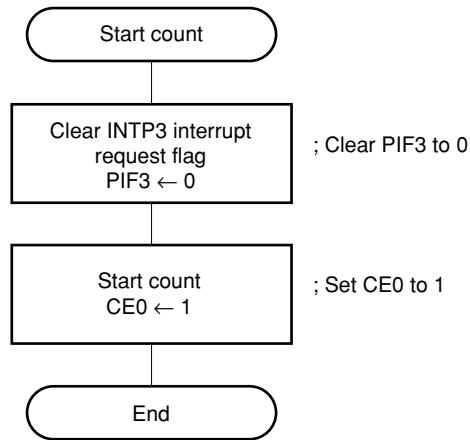 Start count
Clear INTP3 interrupt
request flag
PIF3 ← 0
; Clear PIF3 to 0
Start count
CE0 ← 1
; Set CE0 to 1
End